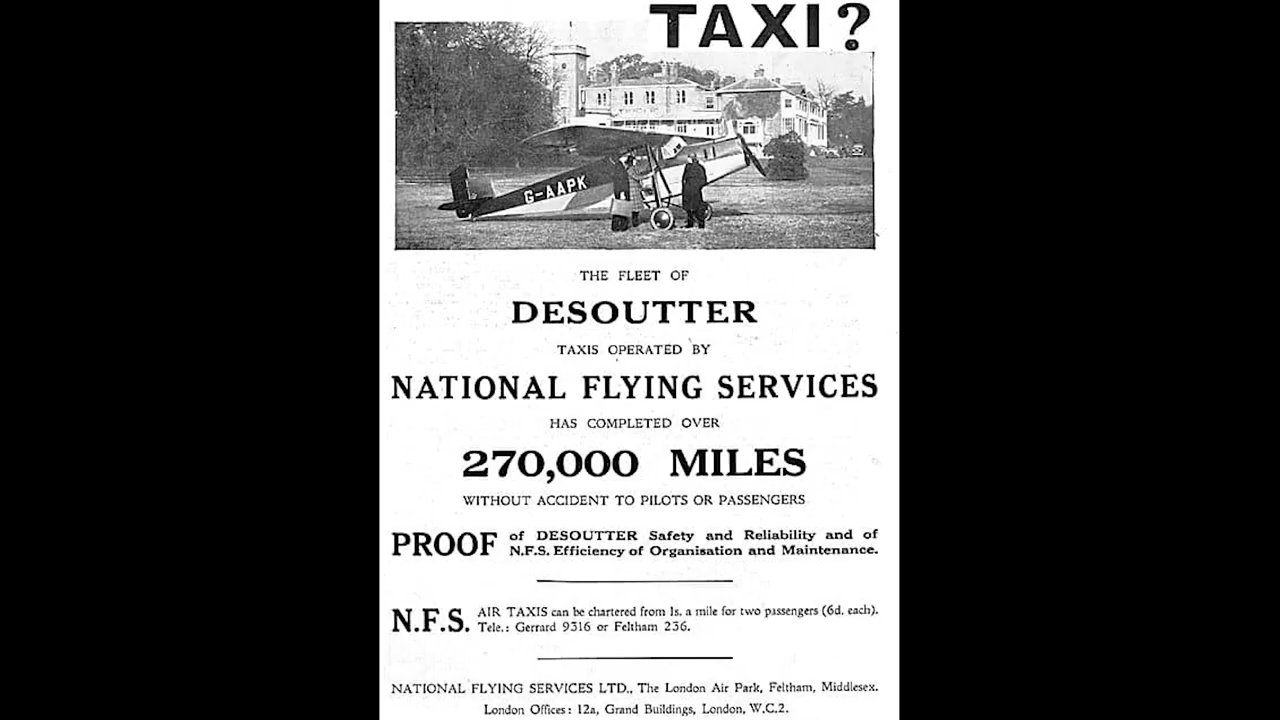 TAXI?
G-AAPK
THE FLEET OF
DESOUTTER
TAXIS OPERATED BY
NATIONAL FLYING SERVICES
HAS COMPLETED OVER
270,000 MILES
WITHOUT ACCIDENT TO PILOTS OR PASSENGERS
PROOF of DESOUTTER Safety and Reliability and of
N.F.S. Efficiency of Organisation and Maintenance.
N.F.S. AIR TAXIS can be chartered from 1s. a mile for two passengers (6d. each).
Tele.: Gerrard 9316 or Feltham 236.
NATIONAL FLYING SERVICES LTD., The London Air Park, Feltham, Middlesex.
London Offices: 12a, Grand Buildings, London, W.C.2.